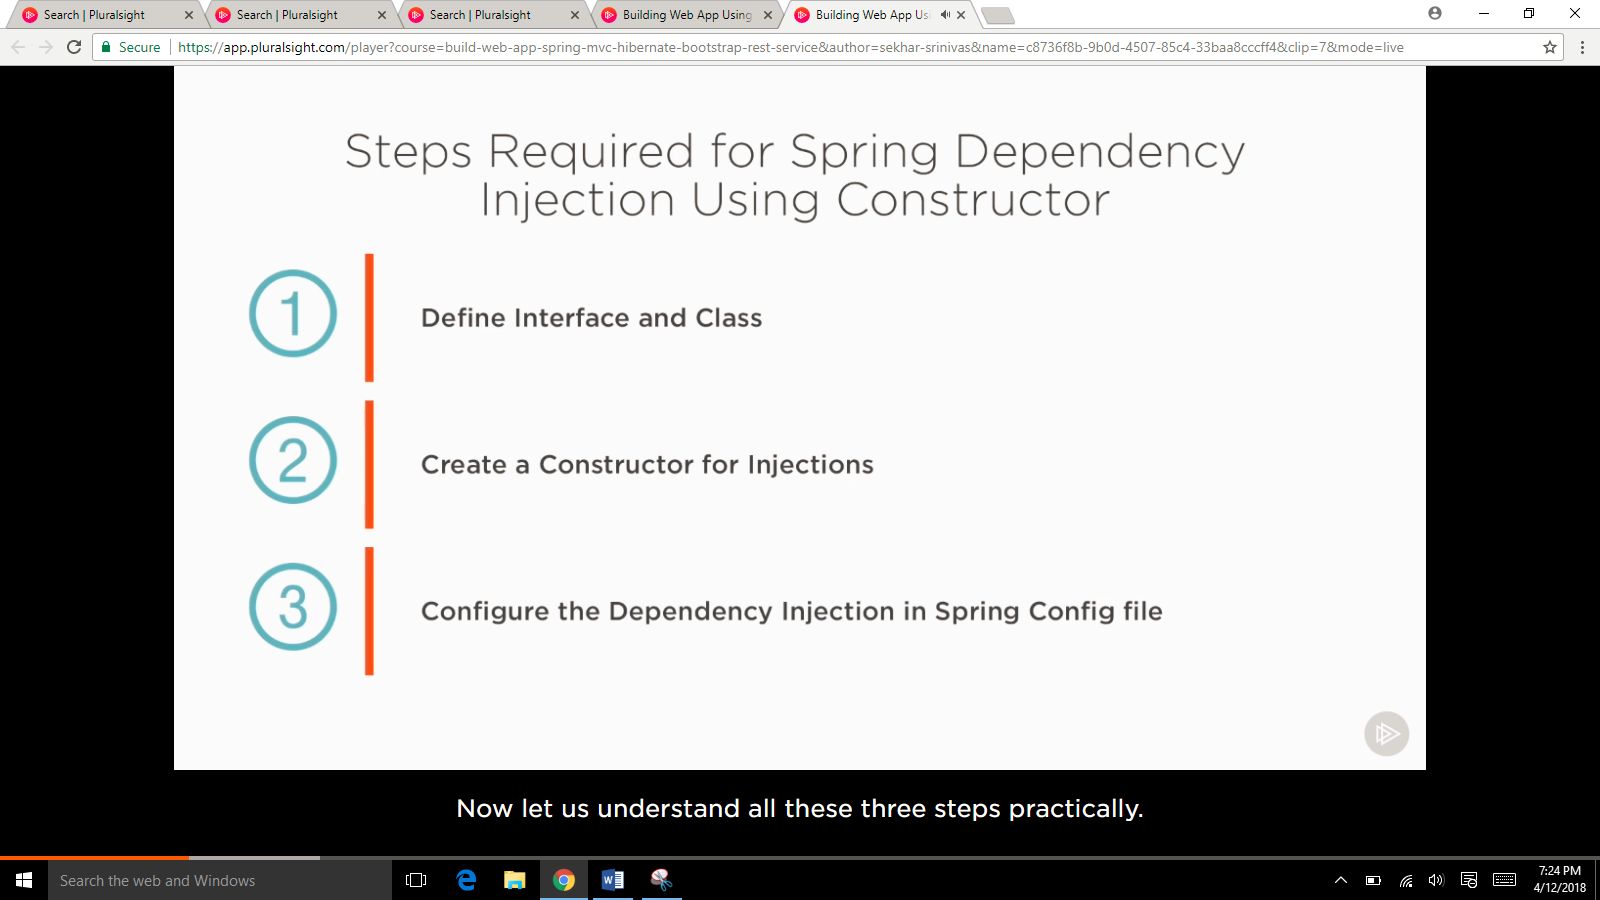 Search | Pluralsight
Search | Pluralsight
Search | Pluralsight
Building Web App Using
Building Web App Us
Secure
https://app.pluralsight.com/player?course=build-web-app-spring-mvc-hibernate-bootstrap-rest-service&author=sekhar-srinivas&name=c8736f8b-9b0d-4507-85c4-33baa8cccff4&clip=7&mode=live
Steps Required for Spring Dependency
Injection Using Constructor
1
Define Interface and Class
2
Create a Constructor for Injections
3
Configure the Dependency Injection in Spring Config file
Now let us understand all these three steps practically.
Search the web and Windows
7:24 PM
4/12/2018